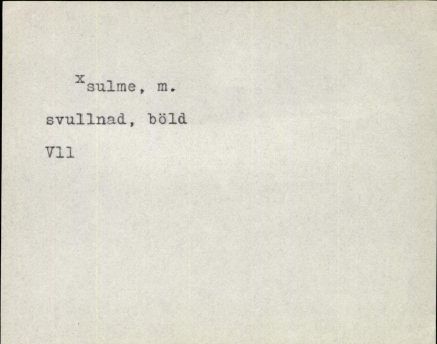 xsulme, m.
svullnad, böld
Vll